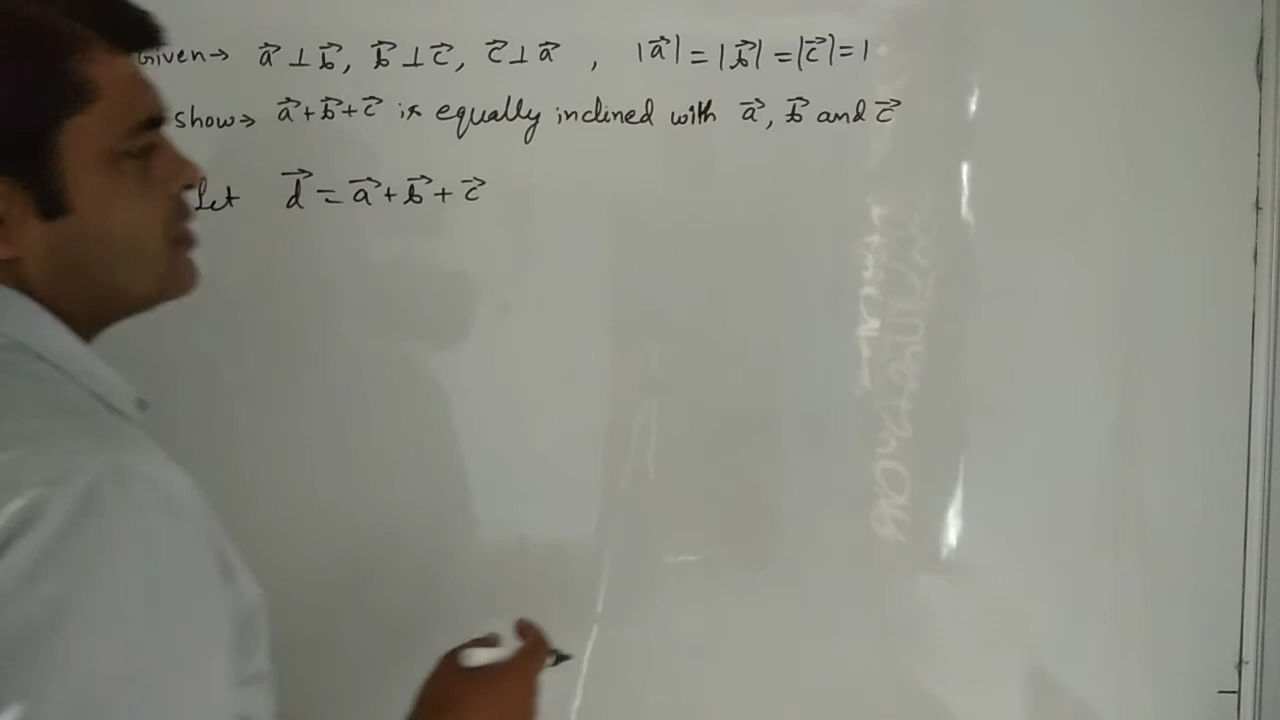 Given→ a⃗ ⊥ b⃗, b⃗ ⊥ c⃗, c⃗ ⊥ a⃗ , |a⃗| = |b⃗| = |c⃗| = 1
show→ a⃗ + b⃗ + c⃗ is equally inclined with a⃗, b⃗ and c⃗
Let d⃗ = a⃗ + b⃗ + c⃗